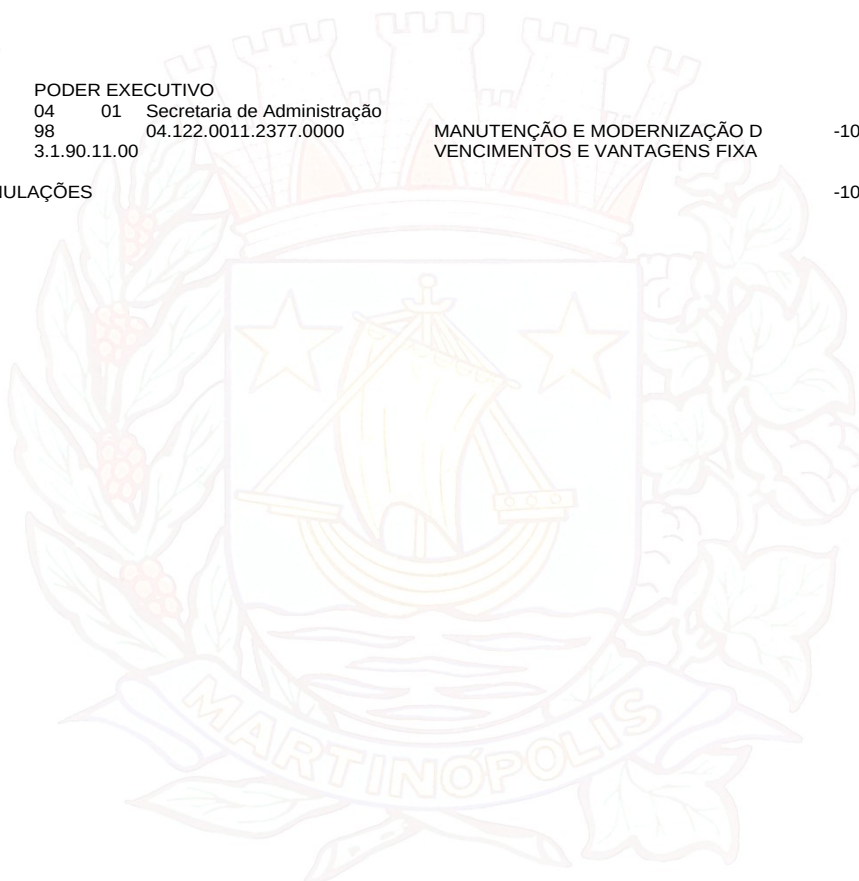 PODER EXECUTIVO
04 01 Secretaria de Administração
98 04.122.0011.2377.0000 MANUTENÇÃO E MODERNIZAÇÃO D -10
3.1.90.11.00 VENCIMENTOS E VANTAGENS FIXA
ULAÇÕES -10
MARTINÓPOLIS